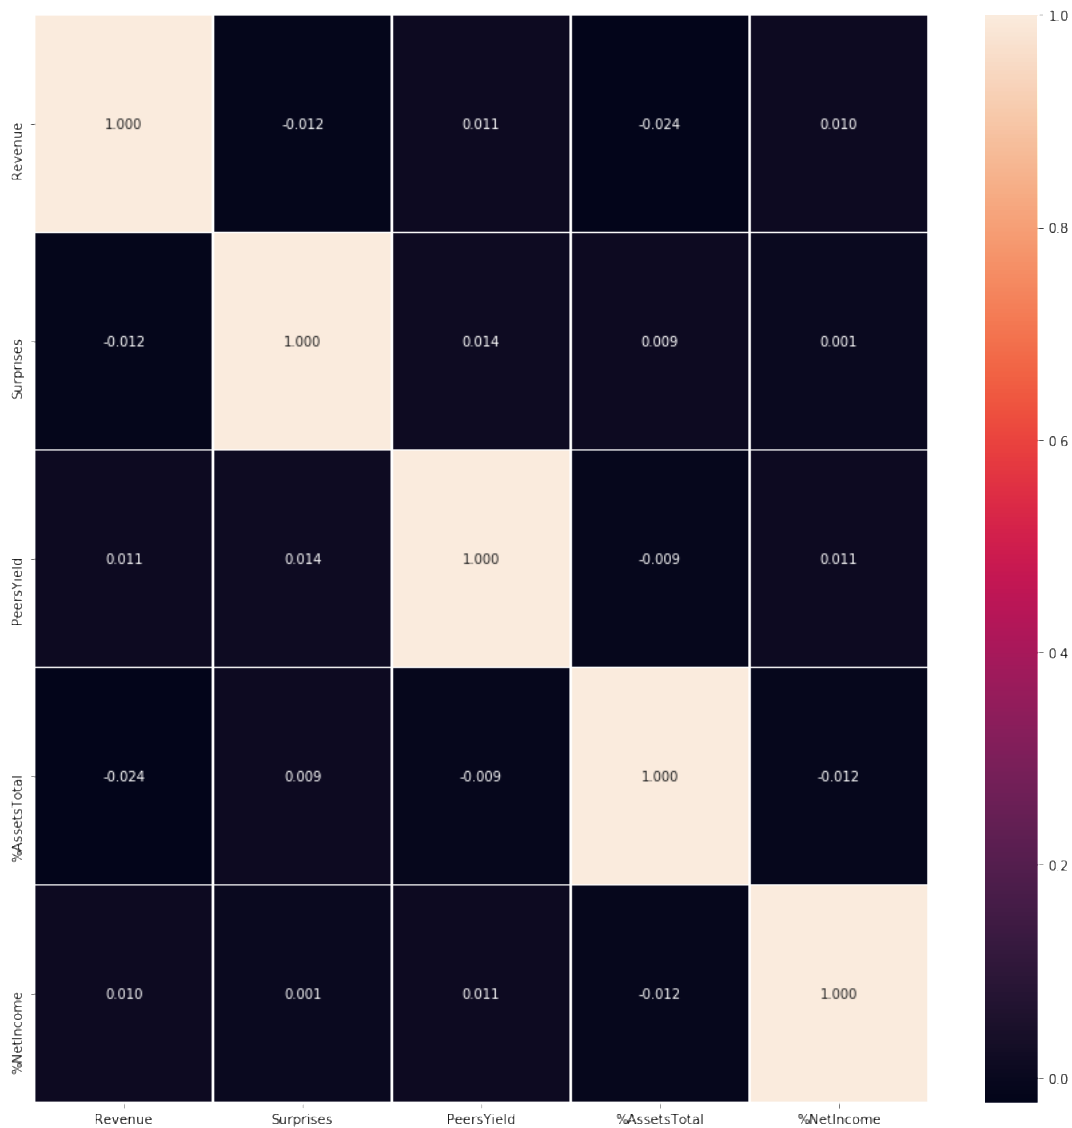 1.0
Revenue 1.000 -0.012 0.011 -0.024 0.010
0.8
Surprises -0.012 1.000 0.014 0.009 0.001
0.6
PeersYield 0.011 0.014 1.000 -0.009 0.011
0.4
%AssetsTotal -0.024 0.009 -0.009 1.000 -0.012
0.2
%NetIncome 0.010 0.001 0.011 -0.012 1.000
0.0
Revenue Surprises PeersYield %AssetsTotal %NetIncome